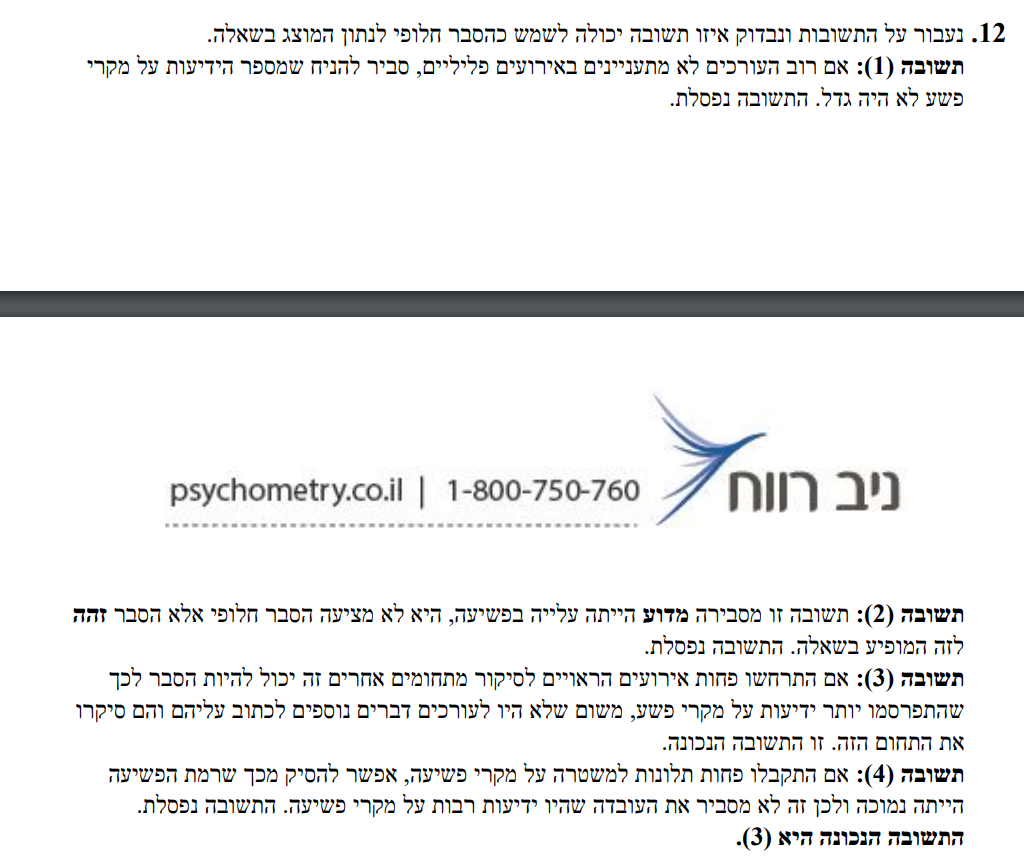 12. נעבור על התשובות ונבדוק איזו תשובה יכולה לשמש כהסבר חלופי לנתון המוצג בשאלה.
תשובה (1): אם רוב העורכים לא מתעניינים באירועים פליליים, סביר להניח שמספר הידיעות על מקרי
פשע לא היה גדל. התשובה נפסלת.
ניב רווח
psychometry.co.il | 1-800-750-760
תשובה (2): תשובה זו מסבירה מדוע הייתה עלייה בפשיעה, היא לא מציעה הסבר חלופי אלא הסבר זהה
לזה המופיע בשאלה. התשובה נפסלת.
תשובה (3): אם התרחשו פחות אירועים הראויים לסיקור מתחומים אחרים זה יכול להיות הסבר לכך
שהתפרסמו יותר ידיעות על מקרי פשע, משום שלא היו לעורכים דברים נוספים לכתוב עליהם והם סיקרו
את התחום הזה. זו התשובה הנכונה.
תשובה (4): אם התקבלו פחות תלונות למשטרה על מקרי פשיעה, אפשר להסיק מכך שרמת הפשיעה
הייתה נמוכה ולכן זה לא מסביר את העובדה שהיו ידיעות רבות על מקרי פשיעה. התשובה נפסלת.
התשובה הנכונה היא (3).